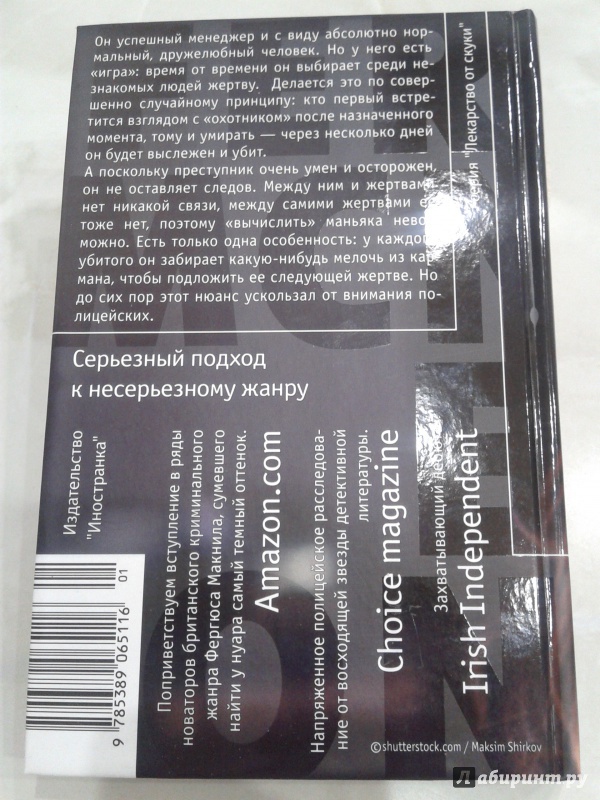 Он успешный менеджер и с виду абсолютно нор-
мальный, дружелюбный человек. Но у него есть
«игра»: время от времени он выбирает среди не-
знакомых людей жертву. Делается это по совер-
шенно случайному принципу: кто первый встре-
тится взглядом с «охотником» после назначенного
момента, тому и умирать — через несколько дней
он будет выслежен и убит.
А поскольку преступник очень умен и осторожен,
он не оставляет следов. Между ним и жертвами
нет никакой связи, между самими жертвами ее
тоже нет, поэтому «вычислить» маньяка невоз-
можно. Есть только одна особенность: у каждого
убитого он забирает какую-нибудь мелочь из кар-
мана, чтобы подложить ее следующей жертве. Но
до сих пор этот нюанс ускользал от внимания по-
лицейских.
Серия "Лекарство от скуки"
Серьезный подход
к несерьезному жанру
Издательство
"Иностранка"
Поприветствуем вступление в ряды
новаторов британского криминального
жанра Фергюса Макнила, сумевшего
найти у нуара самый темный оттенок.
Amazon.com
Напряженное полицейское расследова-
ние от восходящей звезды детективной
литературы.
Choice magazine
Захватывающий дебют.
Irish Independent
01
9 785389 065116
©shutterstock.com / Maksim Shirkov
Лабиринт.ру